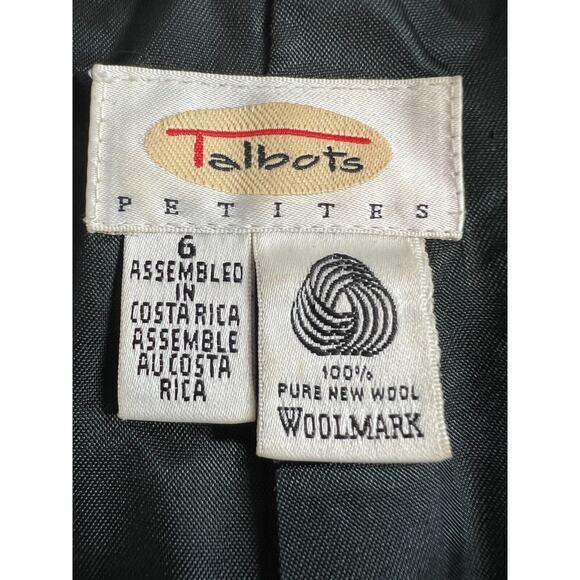 Talbots
PETITES
6
ASSEMBLED
IN
COSTA RICA
ASSEMBLE
AU COSTA
RICA
100%
PURE NEW WOOL
WOOLMARK